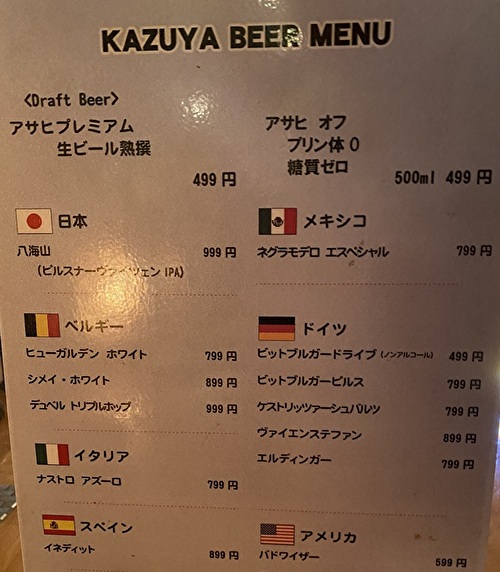 KAZUYA BEER MENU
<Draft Beer>
アサヒプレミアム
生ビール熟撰
499 円
アサヒ オフ
プリン体 0
糖質ゼロ
500ml 499 円
日本
八海山 999 円
(ピルスナーヴァイツェン IPA)
メキシコ
ネグラモデロ エスペシャル 799 円
ベルギー
ヒューガルデン ホワイト 799 円
シメイ・ホワイト 899 円
デュベル トリプルホップ 999 円
ドイツ
ビットブルガードライブ (ノンアルコール) 499 円
ビットブルガーピルス 799 円
ケストリッツァーシュバルツ 799 円
ヴァイエンステファン 899 円
エルディンガー 799 円
イタリア
ナストロ アズーロ 799 円
スペイン
イネディット 899 円
アメリカ
バドワイザー 599 円